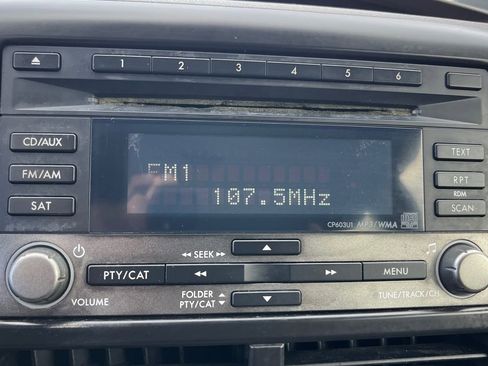 1 2 3 4 5 6
CD/AUX
TEXT
FM1
FM/AM
RPT
107.5MHz
RDM
SAT
SCAN
CP603U1 MP3/WMA
SEEK
PTY/CAT
MENU
VOLUME
FOLDER
PTY/CAT
TUNE/TRACK/CH